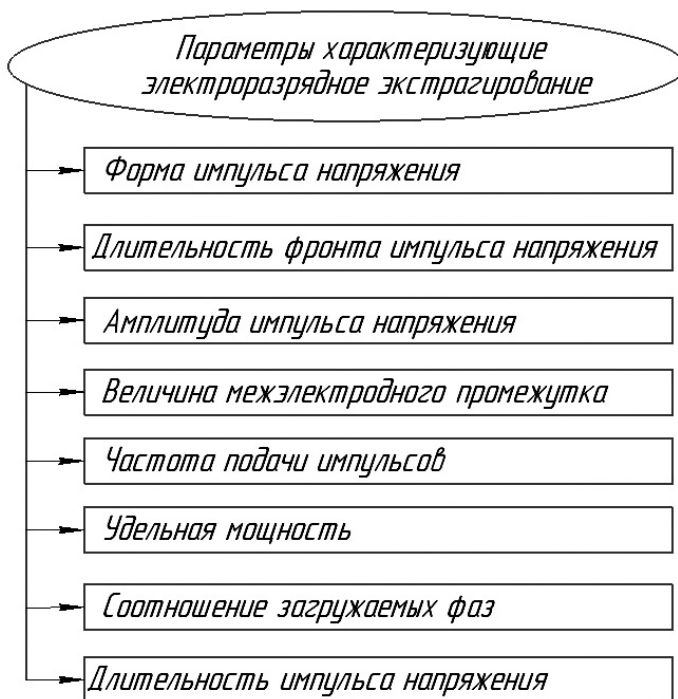 Параметры характеризующие
электроразрядное экстрагирование
Форма импульса напряжения
Длительность фронта импульса напряжения
Амплитуда импульса напряжения
Величина межэлектродного промежутка
Частота подачи импульсов
Удельная мощность
Соотношение загружаемых фаз
Длительность импульса напряжения